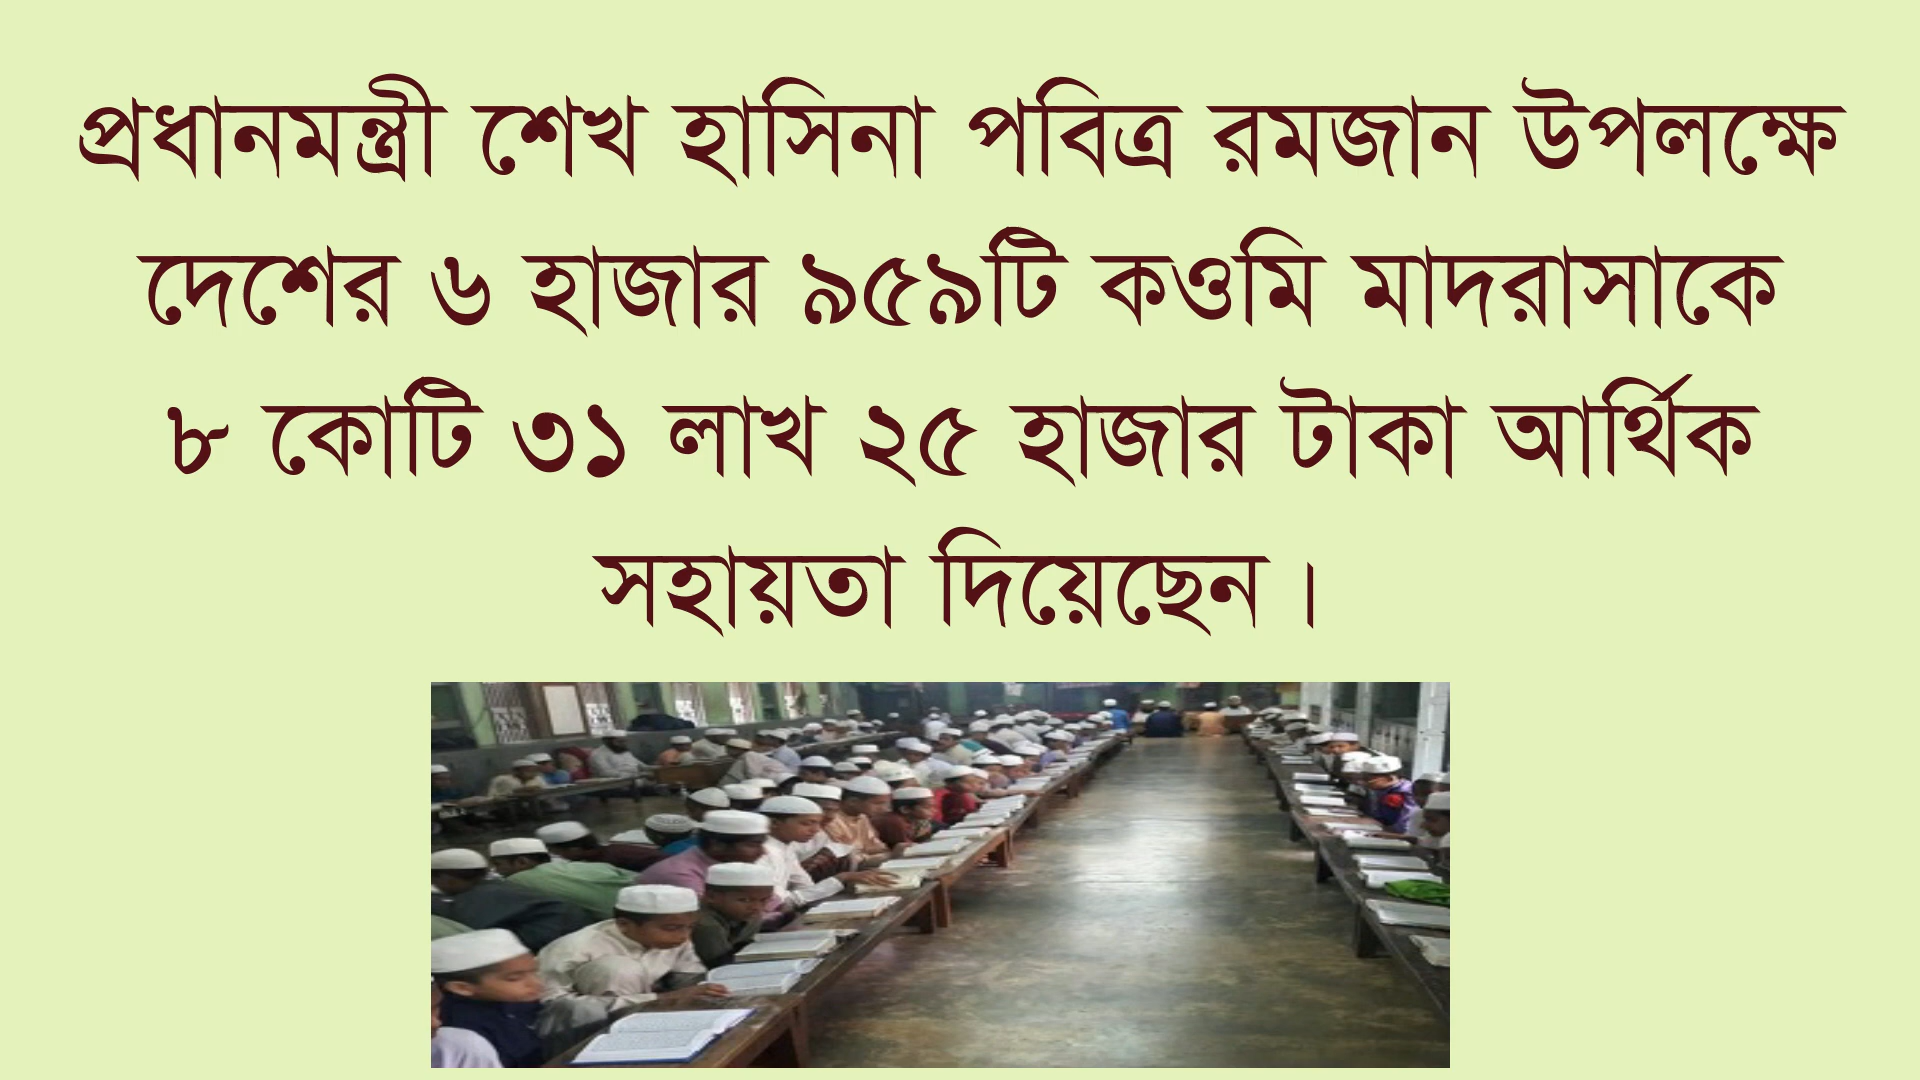 প্রধানমন্ত্রী শেখ হাসিনা পবিত্র রমজান উপলক্ষে
দেশের ৬ হাজার ৯৫৯টি কওমি মাদরাসাকে
৮ কোটি ৩১ লাখ ২৫ হাজার টাকা আর্থিক
সহায়তা দিয়েছেন।